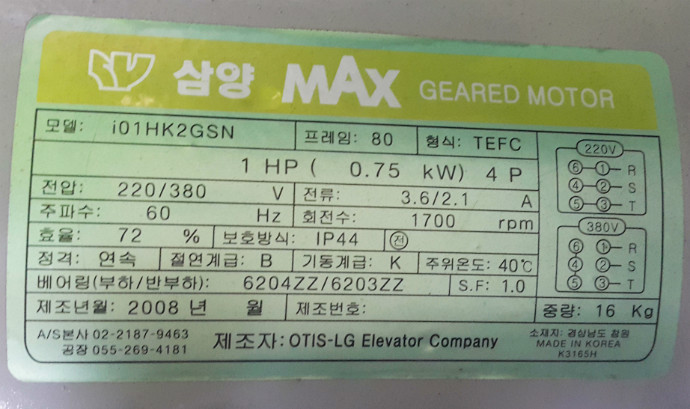 삼양 MAX GEARED MOTOR
모델: i01HK2GSN 프레임: 80 형식: TEFC
1 HP ( 0.75 kW) 4 P
전압: 220/380 V 전류: 3.6/2.1 A
주파수: 60 Hz 회전수: 1700 rpm
효율: 72 % 보호방식: IP44 전
정격: 연속 절연계급: B 기동계급: K 주위온도: 40℃
베어링(부하/반부하): 6204ZZ/6203ZZ S.F: 1.0
제조년월: 2008 년 월 제조번호: 중량: 16 Kg
220V
⑥ ① R
④ ② S
⑤ ③ T
380V
⑥ ① R
④ ② S
⑤ ③ T
A/S본사 02-2187-9463
공장 055-269-4181
제조자: OTIS-LG Elevator Company
소재지: 경상남도 창원
MADE IN KOREA
K3165H